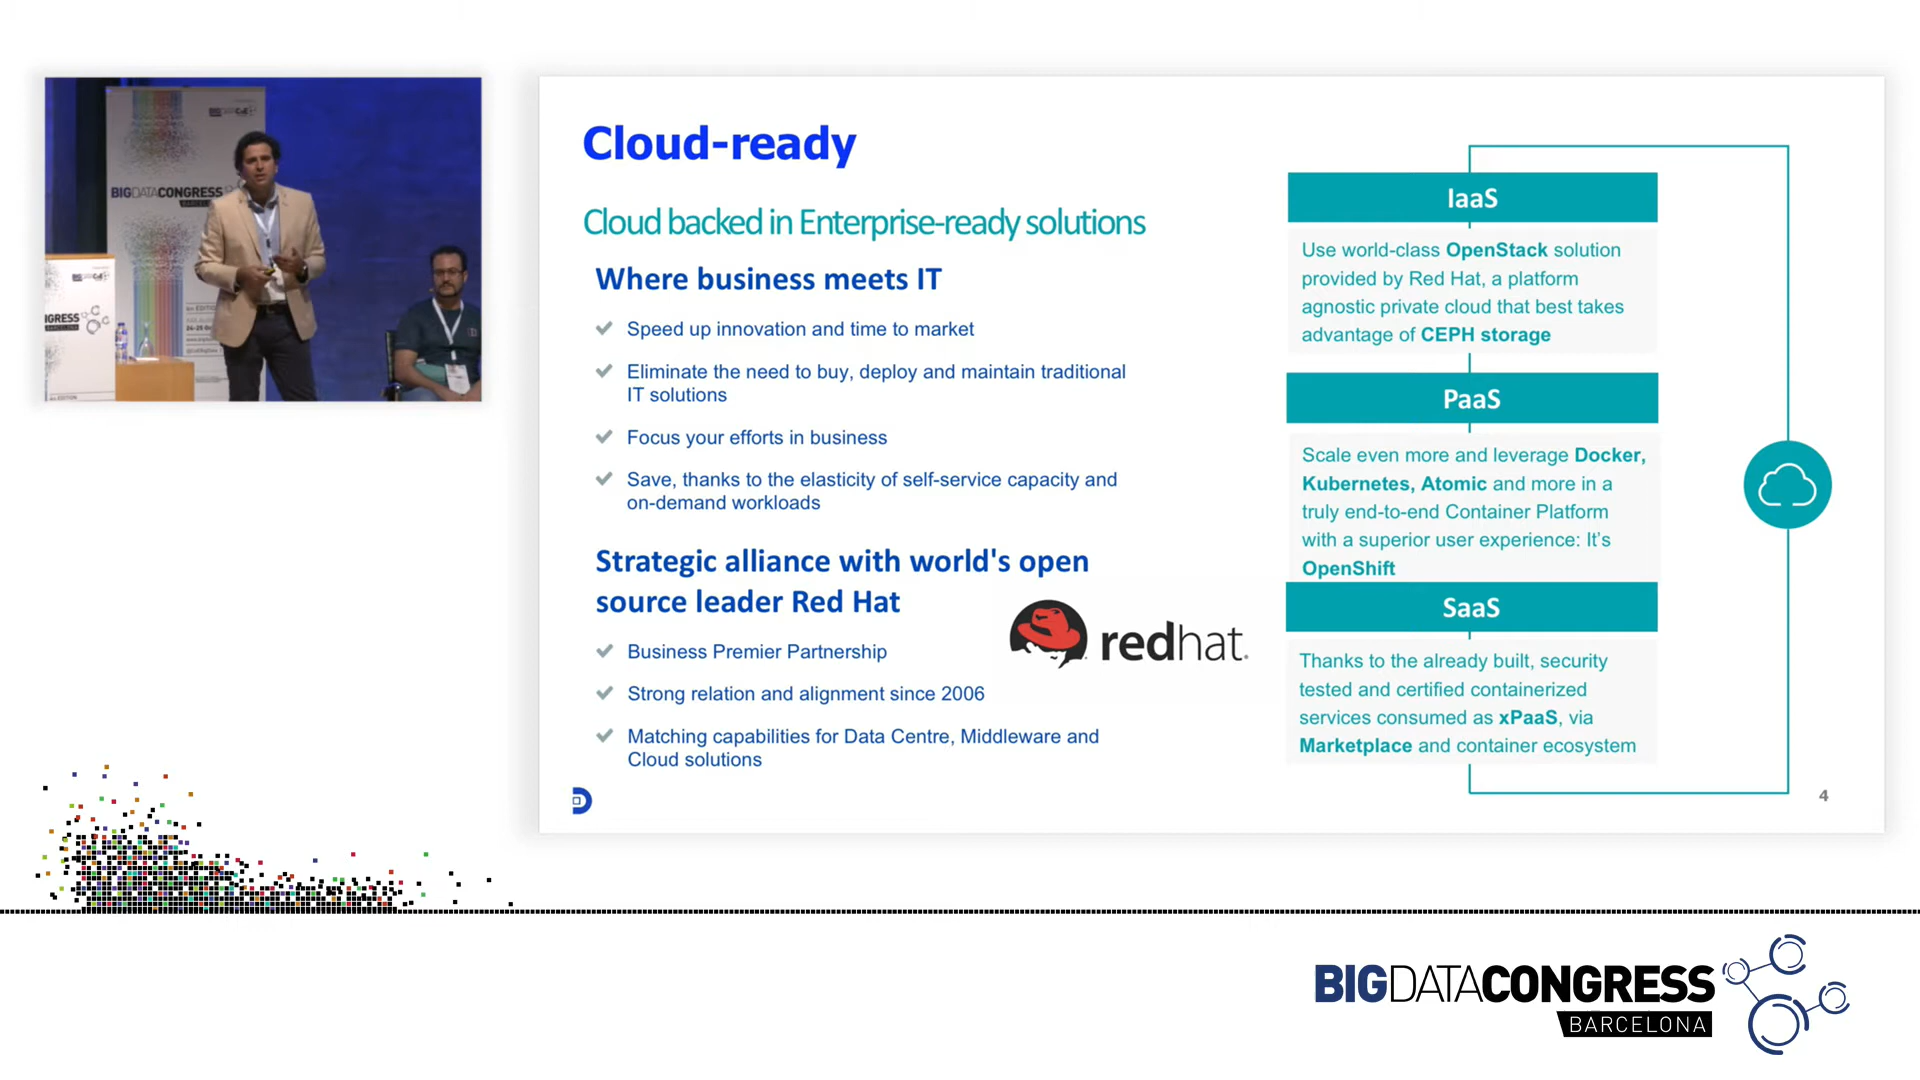 BIGDATACONGRESS
Cloud-ready
Cloud backed in Enterprise-ready solutions
Where business meets IT
Speed up innovation and time to market
Eliminate the need to buy, deploy and maintain traditional
IT solutions
Focus your efforts in business
Save, thanks to the elasticity of self-service capacity and
on-demand workloads
Strategic alliance with world's open
source leader Red Hat
Business Premier Partnership
Strong relation and alignment since 2006
Matching capabilities for Data Centre, Middleware and
Cloud solutions
redhat.
IaaS
Use world-class OpenStack solution
provided by Red Hat, a platform
agnostic private cloud that best takes
advantage of CEPH storage
PaaS
Scale even more and leverage Docker,
Kubernetes, Atomic and more in a
truly end-to-end Container Platform
with a superior user experience: It's
OpenShift
SaaS
Thanks to the already built, security
tested and certified containerized
services consumed as xPaaS, via
Marketplace and container ecosystem
4
BIGDATACONGRESS
BARCELONA